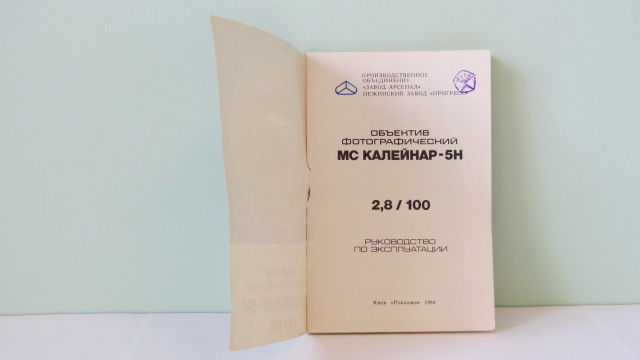 ПРОИЗВОДСТВЕННОЕ
ОБЪЕДИНЕНИЕ
«ЗАВОД АРСЕНАЛ»
НЕЖИНСКИЙ ЗАВОД «ПРОГРЕСС»
ОБЪЕКТИВ
ФОТОГРАФИЧЕСКИЙ
МС КАЛЕЙНАР-5Н
2,8 / 100
РУКОВОДСТВО
ПО ЭКСПЛУАТАЦИИ
Киев «Реклама» 1984